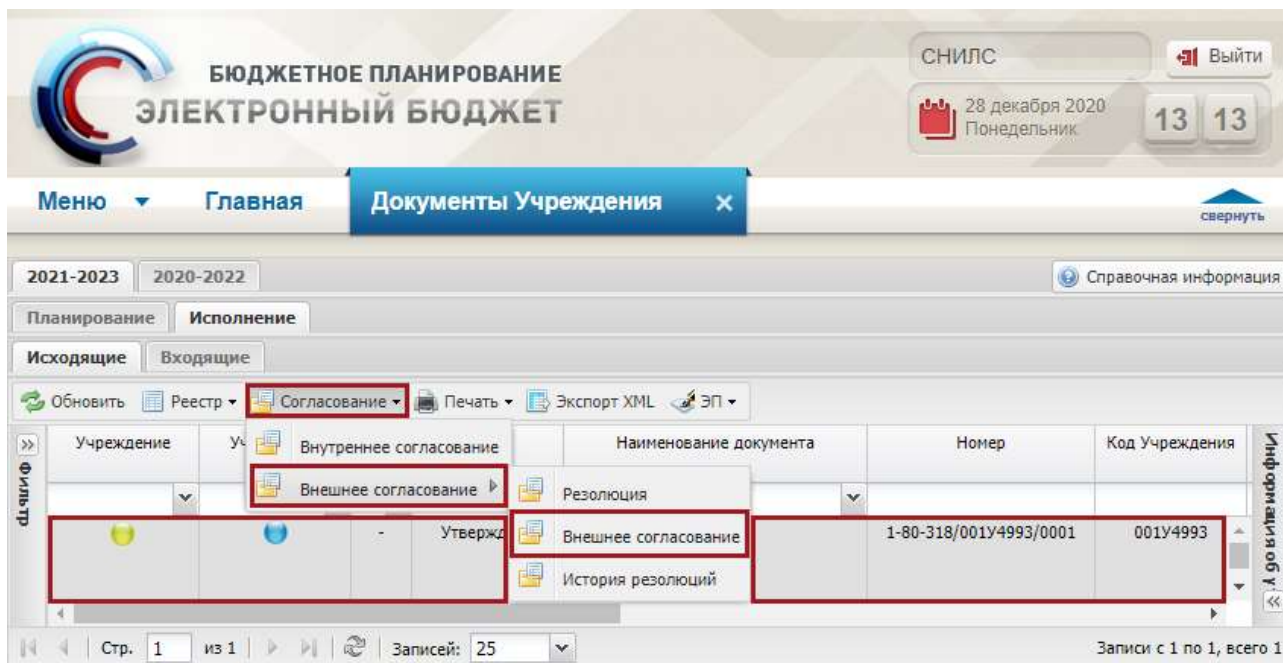 БЮДЖЕТНОЕ ПЛАНИРОВАНИЕ
ЭЛЕКТРОННЫЙ БЮДЖЕТ
СНИЛС
Выйти
28 декабря 2020
Понедельник
13 13
Меню Главная Документы Учреждения
свернуть
2021-2023 2020-2022 Справочная информация
Планирование Исполнение
Исходящие Входящие
Обновить Реестр Согласование Печать Экспорт XML ЭП
Фильтр
Учреждение Уч Наименование документа Номер Код Учреждения
Внутреннее согласование
Внешнее согласование
Резолюция
- Утвержд Внешнее согласование 1-80-318/001У4993/0001 001У4993
История резолюций
Информация об у
Стр. 1 из 1 Записей: 25 Записи с 1 по 1, всего 1